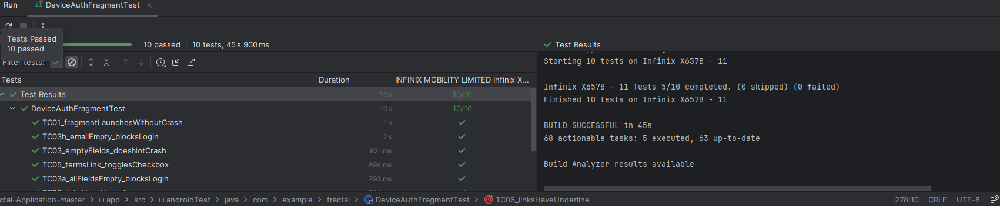 Run
DeviceAuthFragmentTest
Tests Passed
10 passed
10 passed
10 tests, 45 s 900 ms
Filter tests:
Tests
Duration
INFINIX MOBILITY LIMITED Infinix X...
Test Results
10 s
10/10
DeviceAuthFragmentTest
10 s
10/10
TC01_fragmentLaunchesWithoutCrash
1 s
TC03b_emailEmpty_blocksLogin
2 s
TC03_emptyFields_doesNotCrash
821 ms
TC05_termsLink_togglesCheckbox
894 ms
TC03a_allFieldsEmpty_blocksLogin
793 ms
Test Results
Starting 10 tests on Infinix X657B - 11
Infinix X657B - 11 Tests 5/10 completed. (0 skipped) (0 failed)
Finished 10 tests on Infinix X657B - 11
BUILD SUCCESSFUL in 45s
68 actionable tasks: 5 executed, 63 up-to-date
Build Analyzer results available
ctal-Application-master > app > src > androidTest > java > com > example > fractal > DeviceAuthFragmentTest > TC06_linksHaveUnderline
278:10
CRLF
UTF-8